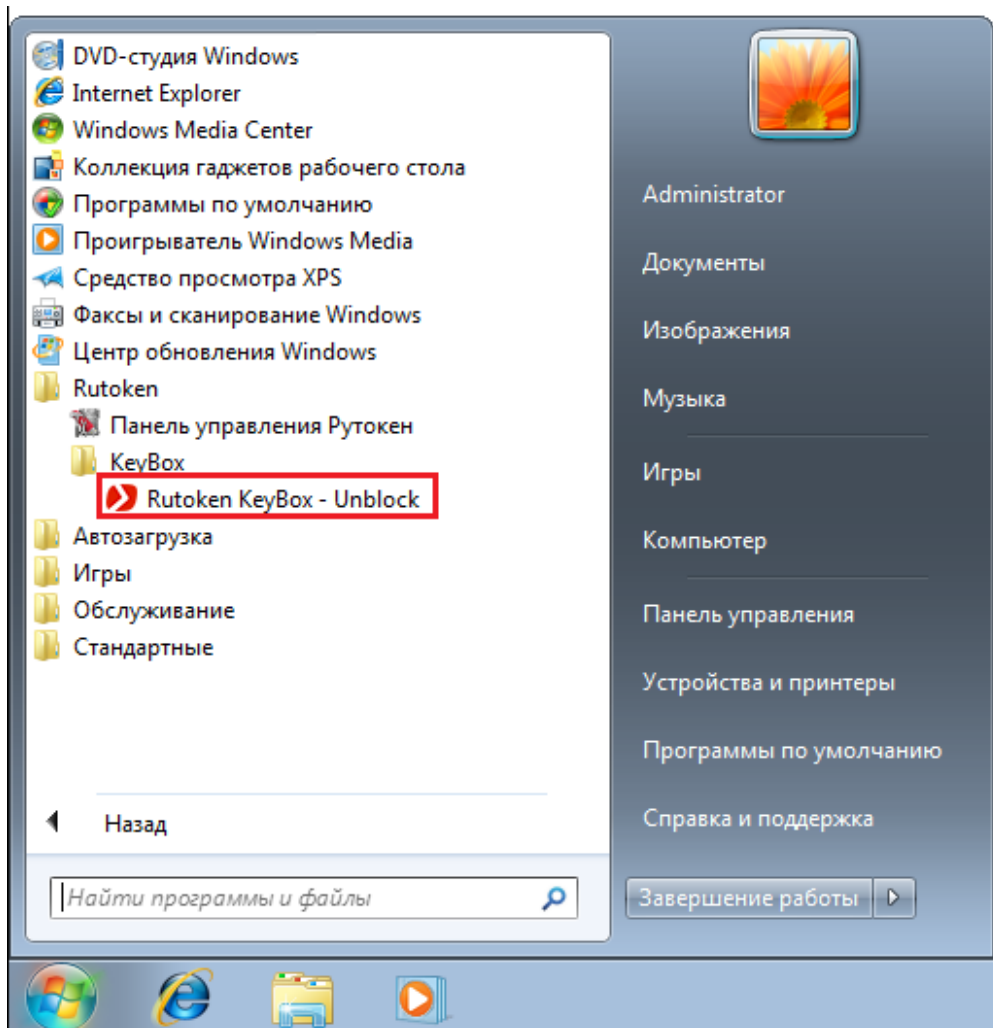 DVD-студия Windows
Internet Explorer
Windows Media Center
Коллекция гаджетов рабочего стола
Программы по умолчанию
Проигрыватель Windows Media
Средство просмотра XPS
Факсы и сканирование Windows
Центр обновления Windows
Rutoken
Панель управления Рутокен
KeyBox
Rutoken KeyBox - Unblock
Автозагрузка
Игры
Обслуживание
Стандартные
Назад
Найти программы и файлы
Administrator
Документы
Изображения
Музыка
Игры
Компьютер
Панель управления
Устройства и принтеры
Программы по умолчанию
Справка и поддержка
Завершение работы